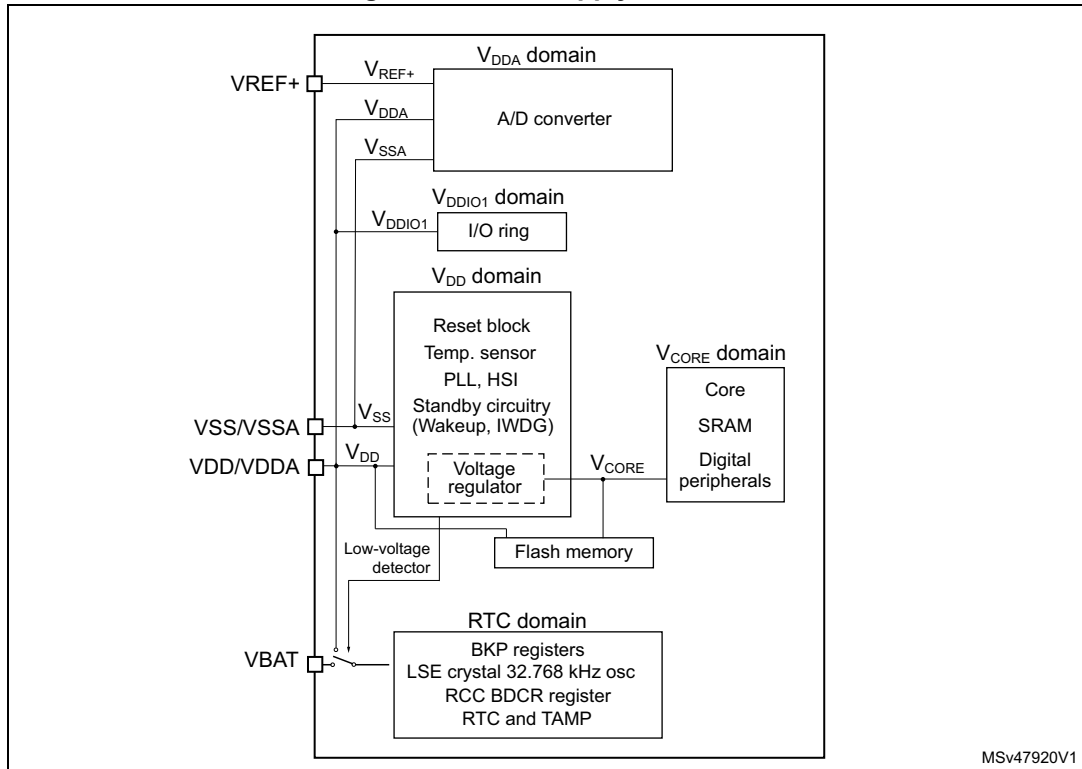 VDDA domain
VREF+
VREF+
VDDA
A/D converter
VSSA
VDDIO1 domain
VDDIO1
I/O ring
VDD domain
Reset block
Temp. sensor
PLL, HSI
Standby circuitry
(Wakeup, IWDG)
Voltage
regulator
VCORE domain
Core
SRAM
Digital
peripherals
VSS/VSSA
VSS
VDD/VDDA
VDD
VCORE
Flash memory
Low-voltage
detector
RTC domain
VBAT
BKP registers
LSE crystal 32.768 kHz osc
RCC BDCR register
RTC and TAMP
MSv47920V1